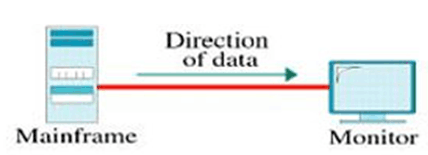 Direction
of data
Mainframe
Monitor